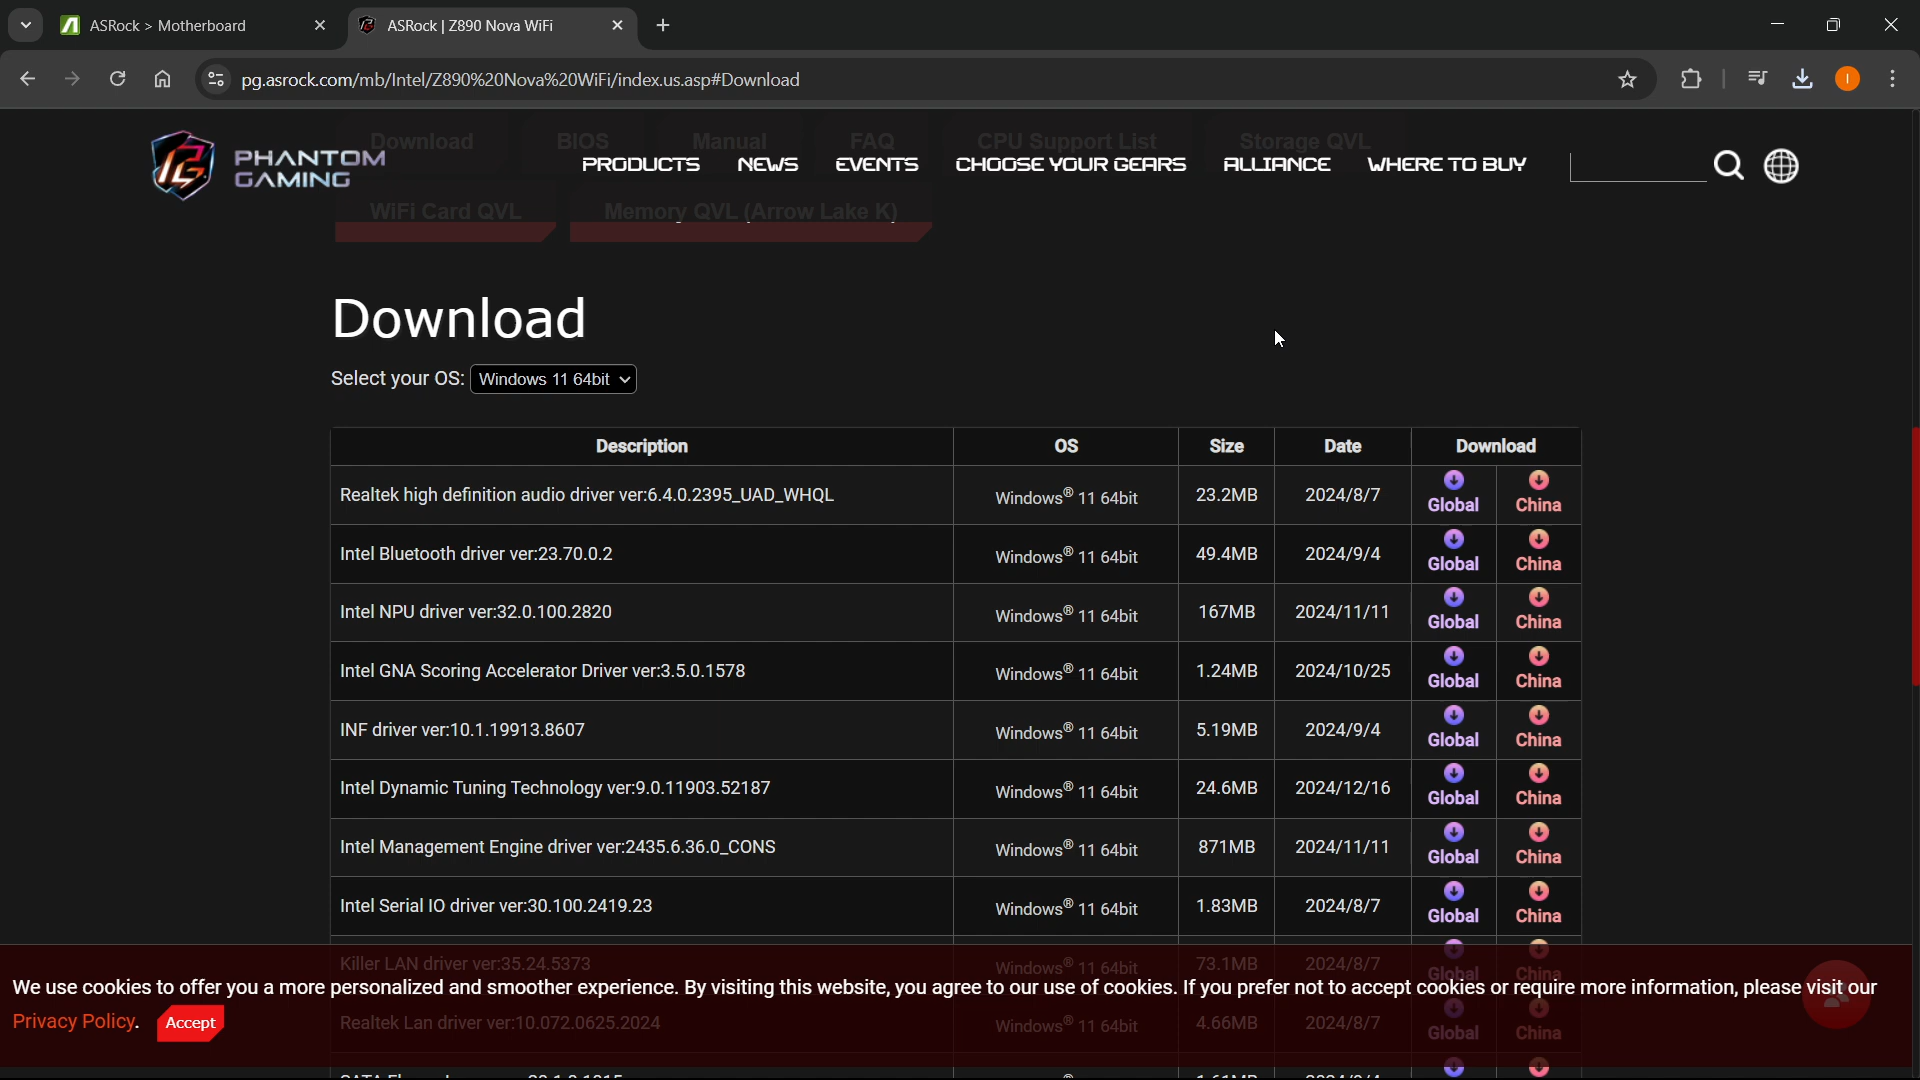 ASRock > Motherboard
ASRock | Z890 Nova WiFi
pg.asrock.com/mb/Intel/Z890%20Nova%20WiFi/index.us.asp#Download
I
Download BIOS Manual FAQ CPU Support List Storage QVL
PHANTOM GAMING
PRODUCTS NEWS EVENTS CHOOSE YOUR GEARS ALLIANCE WHERE TO BUY
WiFi Card QVL Memory QVL (Arrow Lake K)
Download
Select your OS: Windows 11 64bit
Description OS Size Date Download
Realtek high definition audio driver ver:6.4.0.2395_UAD_WHQL Windows® 11 64bit 23.2MB 2024/8/7 Global China
Intel Bluetooth driver ver:23.70.0.2 Windows® 11 64bit 49.4MB 2024/9/4 Global China
Intel NPU driver ver:32.0.100.2820 Windows® 11 64bit 167MB 2024/11/11 Global China
Intel GNA Scoring Accelerator Driver ver:3.5.0.1578 Windows® 11 64bit 1.24MB 2024/10/25 Global China
INF driver ver:10.1.19913.8607 Windows® 11 64bit 5.19MB 2024/9/4 Global China
Intel Dynamic Tuning Technology ver:9.0.11903.52187 Windows® 11 64bit 24.6MB 2024/12/16 Global China
Intel Management Engine driver ver:2435.6.36.0_CONS Windows® 11 64bit 871MB 2024/11/11 Global China
Intel Serial IO driver ver:30.100.2419.23 Windows® 11 64bit 1.83MB 2024/8/7 Global China
Killer LAN driver ver:35.24.5373 Windows® 11 64bit 73.1MB 2024/8/7 Global China
We use cookies to offer you a more personalized and smoother experience. By visiting this website, you agree to our use of cookies. If you prefer not to accept cookies or require more information, please visit our
Privacy Policy. Accept
Realtek Lan driver ver:10.072.0625.2024 Windows® 11 64bit 4.66MB 2024/8/7 Global China